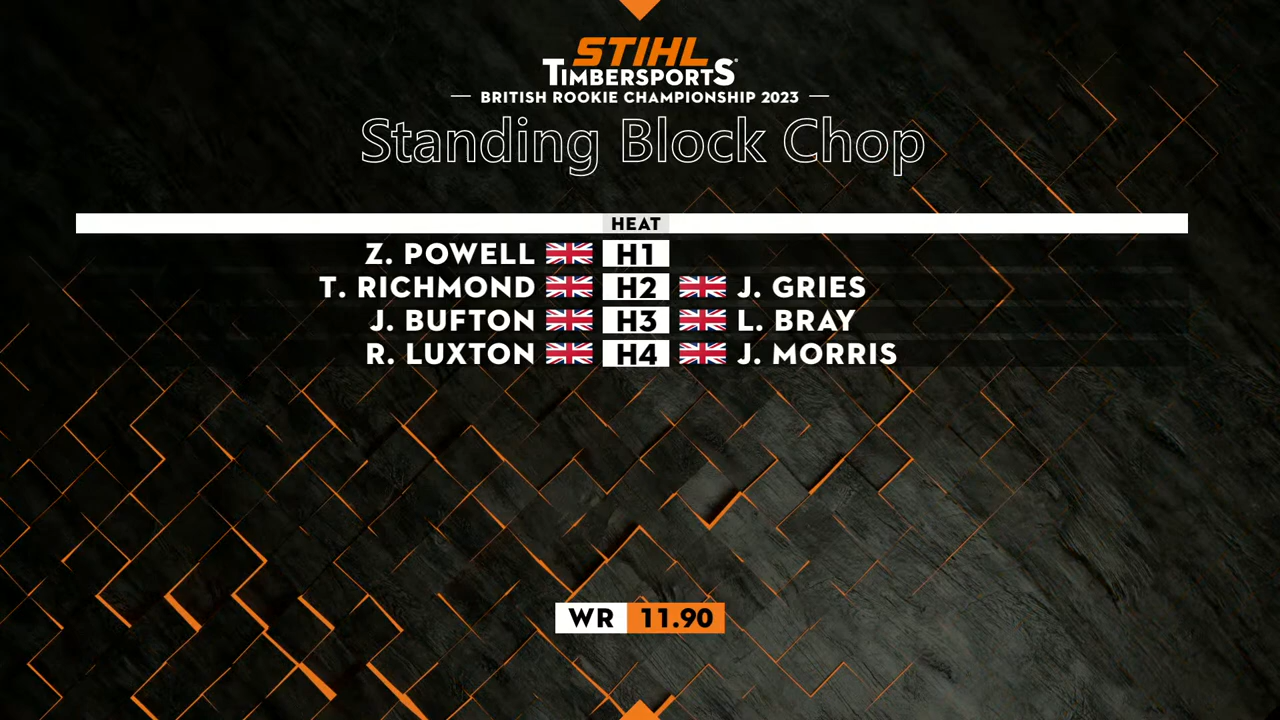 STIHL
TIMBERSPORTS®
BRITISH ROOKIE CHAMPIONSHIP 2023
Standing Block Chop
HEAT
Z. POWELL H1
T. RICHMOND H2 J. GRIES
J. BUFTON H3 L. BRAY
R. LUXTON H4 J. MORRIS
WR 11.90